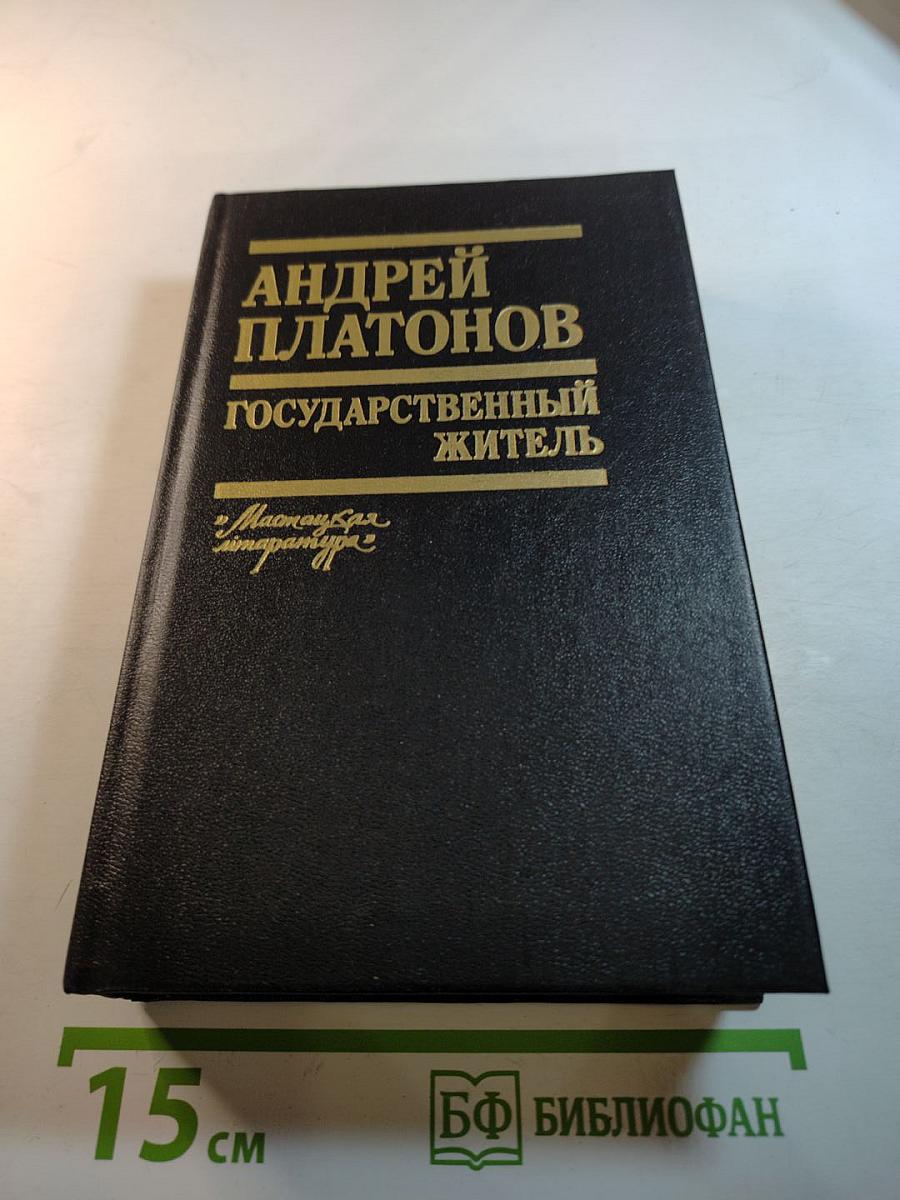 АНДРЕЙ
ПЛАТОНОВ
ГОСУДАРСТВЕННЫЙ
ЖИТЕЛЬ
„Мастацкая
літаратура”
15 см
БФ БИБЛИОФАН